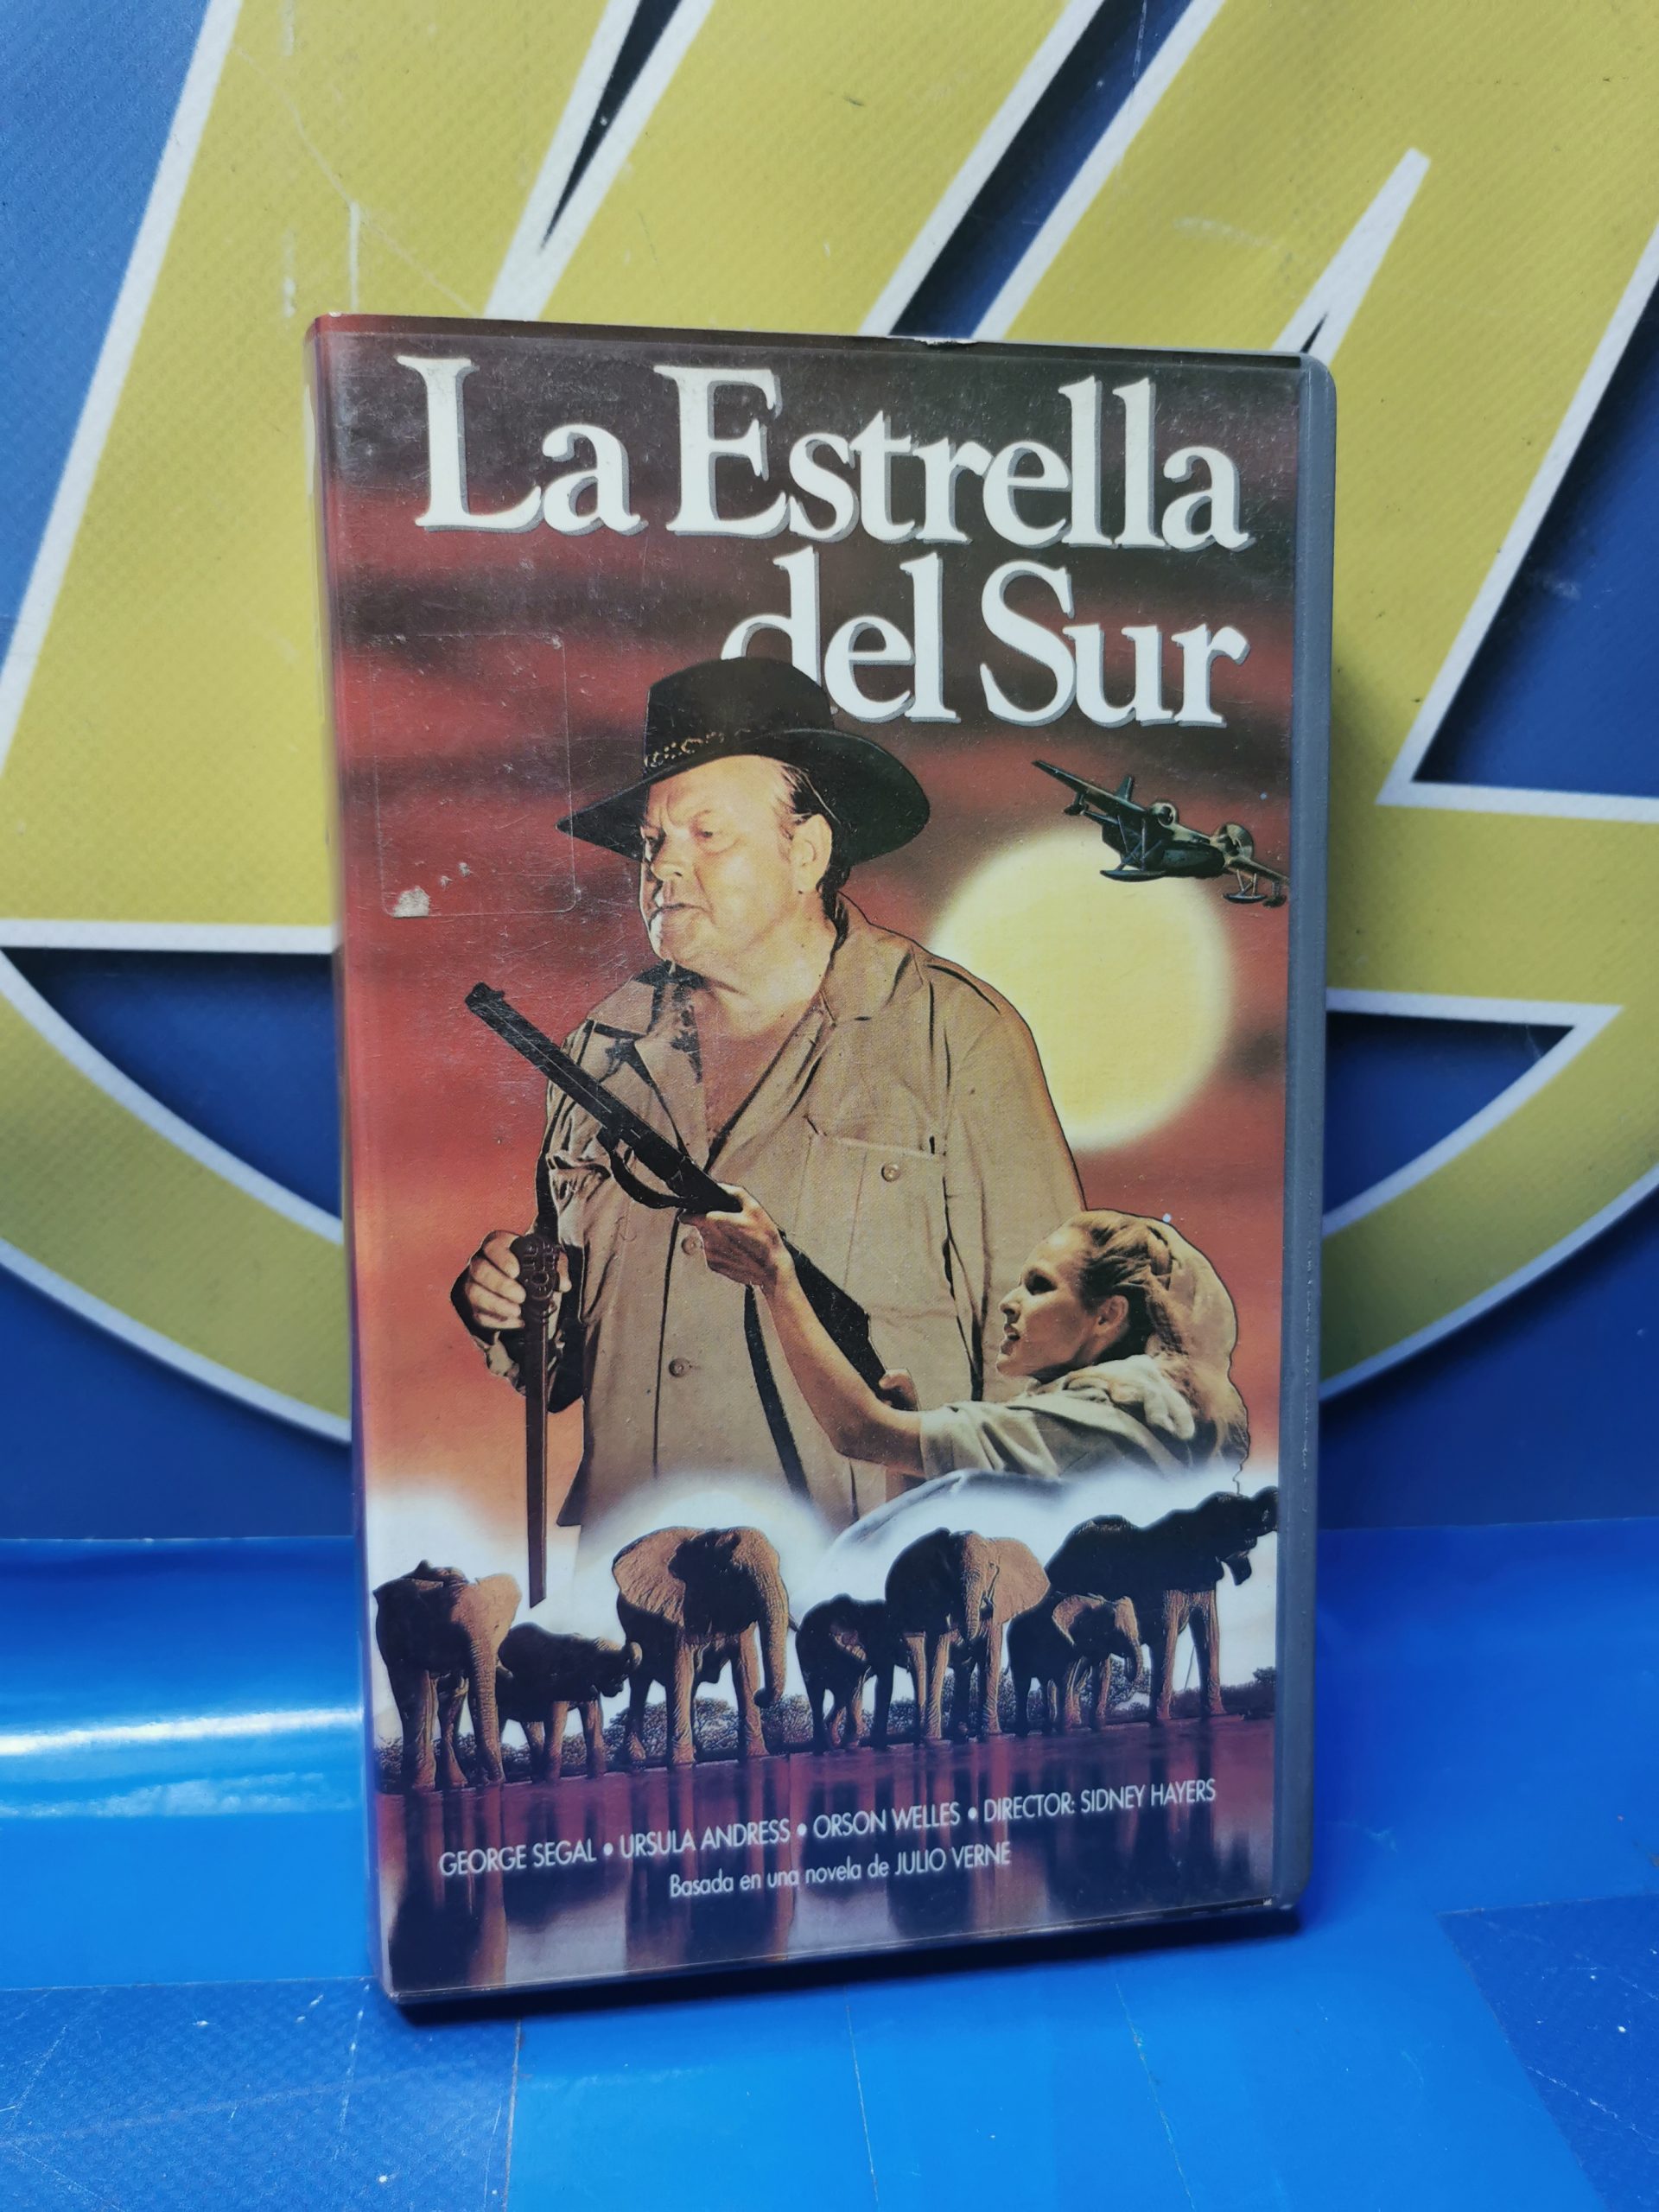 La Estrella
del Sur
GEORGE SEGAL • URSULA ANDRESS • ORSON WELLES • DIRECTOR: SIDNEY HAYERS
Basada en una novela de JULIO VERNE